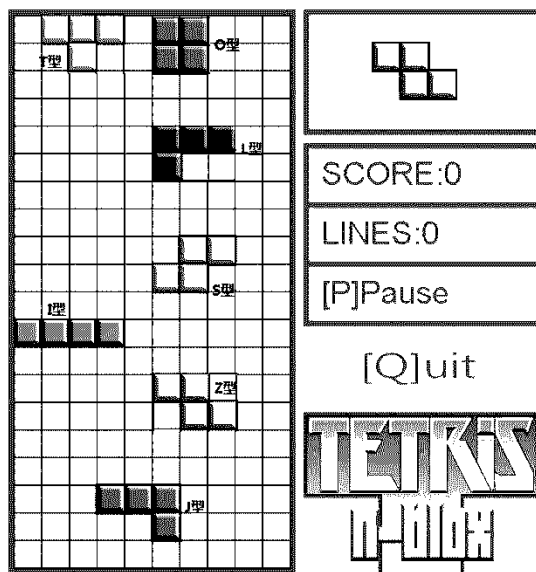 T型
O型
L型
S型
I型
Z型
J型
SCORE:0
LINES:0
[P]Pause
[Q]uit
TETRIS
n-blox